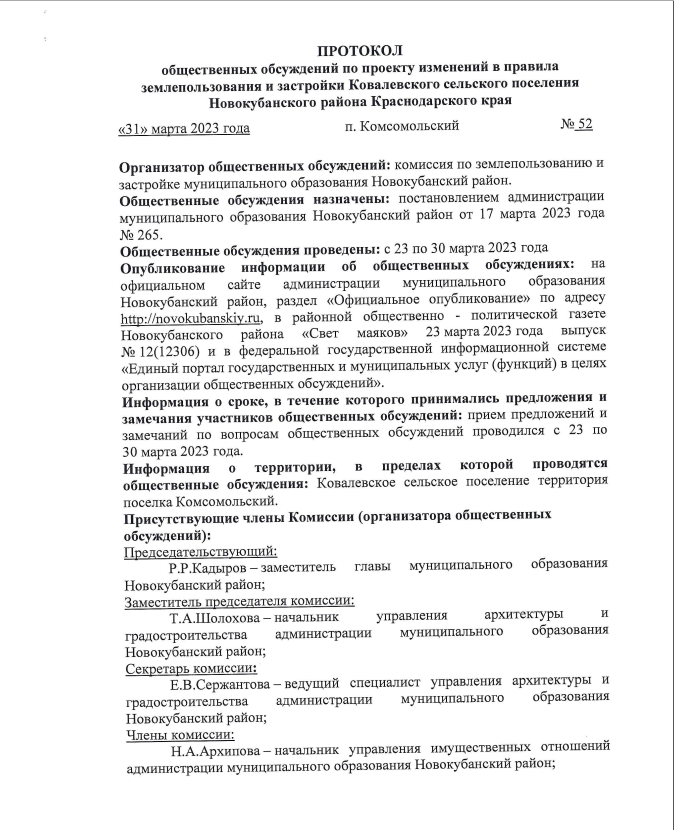 ПРОТОКОЛ
общественных обсуждений по проекту изменений в правила
землепользования и застройки Ковалевского сельского поселения
Новокубанского района Краснодарского края
«31» марта 2023 года п. Комсомольский № 52
Организатор общественных обсуждений: комиссия по землепользованию и
застройке муниципального образования Новокубанский район.
Общественные обсуждения назначены: постановлением администрации
муниципального образования Новокубанский район от 17 марта 2023 года
№ 265.
Общественные обсуждения проведены: с 23 по 30 марта 2023 года
Опубликование информации об общественных обсуждениях: на
официальном сайте администрации муниципального образования
Новокубанский район, раздел «Официальное опубликование» по адресу
http://novokubanskiy.ru, в районной общественно - политической газете
Новокубанского района «Свет маяков» 23 марта 2023 года выпуск
№ 12(12306) и в федеральной государственной информационной системе
«Единый портал государственных и муниципальных услуг (функций) в целях
организации общественных обсуждений».
Информация о сроке, в течение которого принимались предложения и
замечания участников общественных обсуждений: прием предложений и
замечаний по вопросам общественных обсуждений проводился с 23 по
30 марта 2023 года.
Информация о территории, в пределах которой проводятся
общественные обсуждения: Ковалевское сельское поселение территория
поселка Комсомольский.
Присутствующие члены Комиссии (организатора общественных
обсуждений):
Председательствующий:
Р.Р.Кадыров – заместитель главы муниципального образования
Новокубанский район;
Заместитель председателя комиссии:
Т.А.Шолохова – начальник управления архитектуры и
градостроительства администрации муниципального образования
Новокубанский район;
Секретарь комиссии:
Е.В.Сержантова – ведущий специалист управления архитектуры и
градостроительства администрации муниципального образования
Новокубанский район;
Члены комиссии:
Н.А.Архипова – начальник управления имущественных отношений
администрации муниципального образования Новокубанский район;